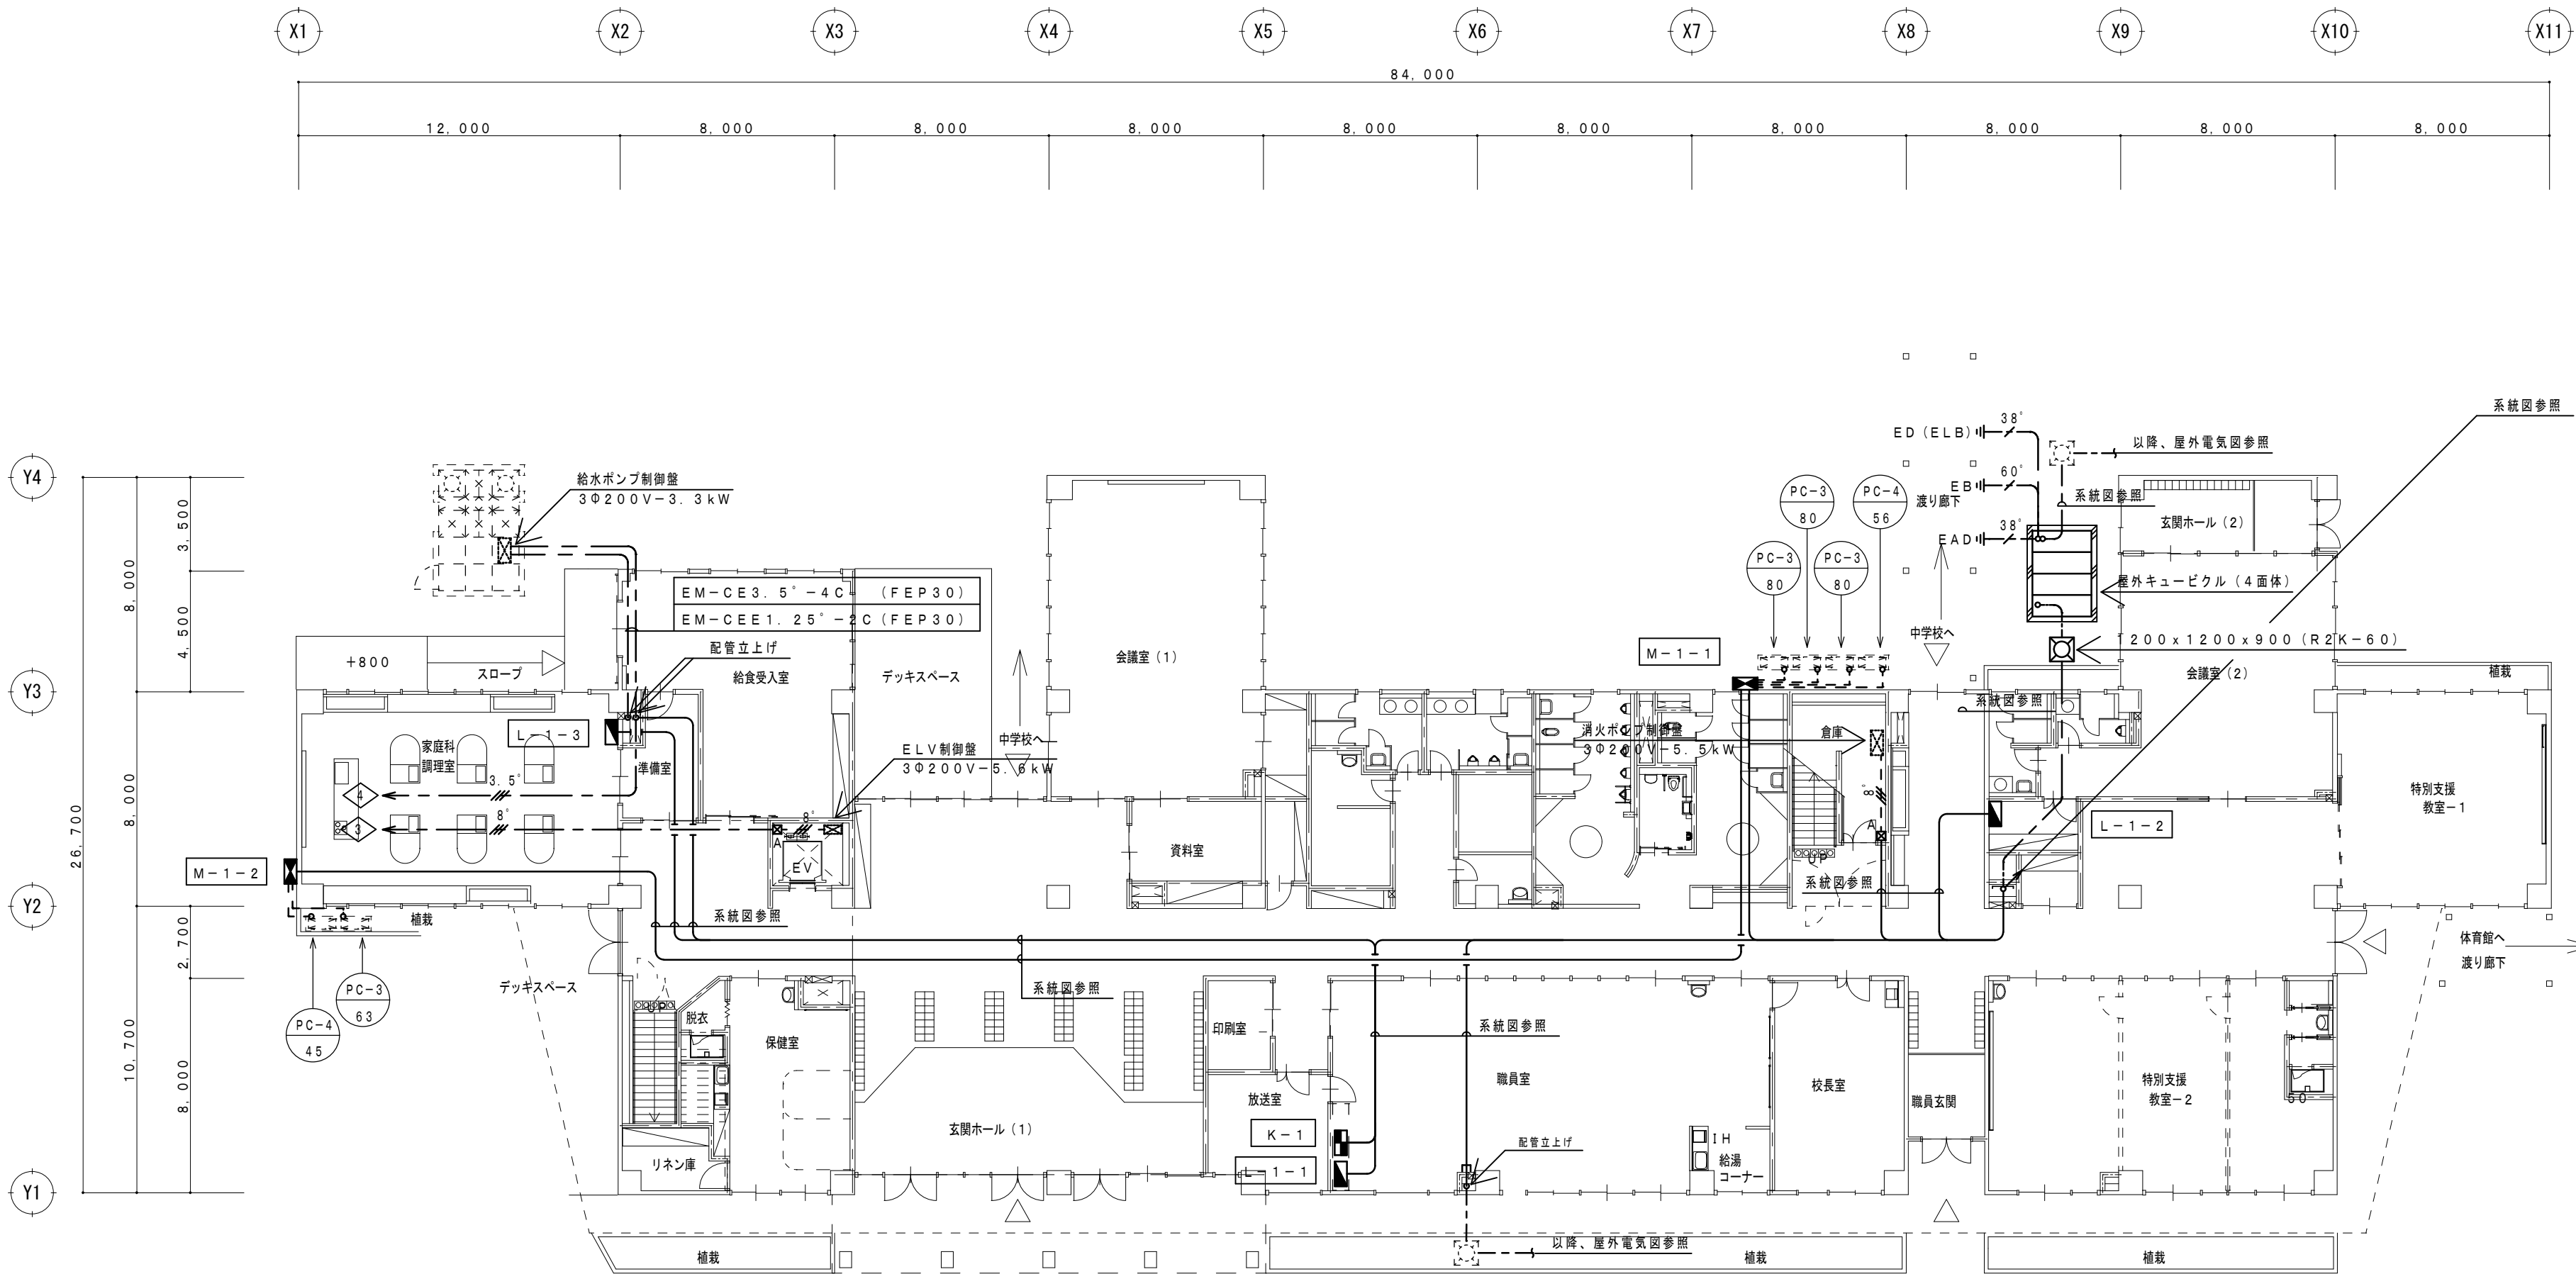 X1 X2 X3 X4 X5 X6 X7 X8 X9 X10 X11
84,000
12,000 8,000 8,000 8,000 8,000 8,000 8,000 8,000 8,000 8,000
系統図参照
ED(ELB) 38°
以降、屋外電気図参照
EB 60°
系統図参照
EAD 38°
Y4
給水ポンプ制御盤
3Φ200V-3.3kW
PC-3
80
PC-4
56
渡り廊下
玄関ホール(2)
PC-3
80
PC-3
80
屋外キュービクル(4面体)
3,500
8,000
4,500
EM-CE3.5°-4C (FEP30)
EM-CEE1.25°-2C(FEP30)
配管立上げ
中学校へ
1200x1200x900(R2K-60)
M-1-1
会議室(1)
会議室(2)
+800
スロープ
給食受入室
デッキスペース
植栽
Y3
系統図参照
L-1-3
家庭科
調理室
準備室
中学校へ
ELV制御盤
3Φ200V-5.6kW
消火ポンプ制御盤
3Φ200V-5.5kW
倉庫
3.5°
4
8°
3
8°
A
EV
8°
A
UP
特別支援
教室-1
L-1-2
資料室
26,700
8,000
M-1-2
Y2
植栽
系統図参照
系統図参照
2,700
体育館へ
渡り廊下
デッキスペース
PC-3
63
PC-4
45
系統図参照
UP
脱衣
保健室
印刷室
系統図参照
10,700
8,000
職員室
校長室
職員玄関
特別支援
教室-2
放送室
50
玄関ホール(1)
K-1
L-1-1
リネン庫
配管立上げ
IH
給湯
コーナー
Y1
以降、屋外電気図参照
植栽
植栽
植栽